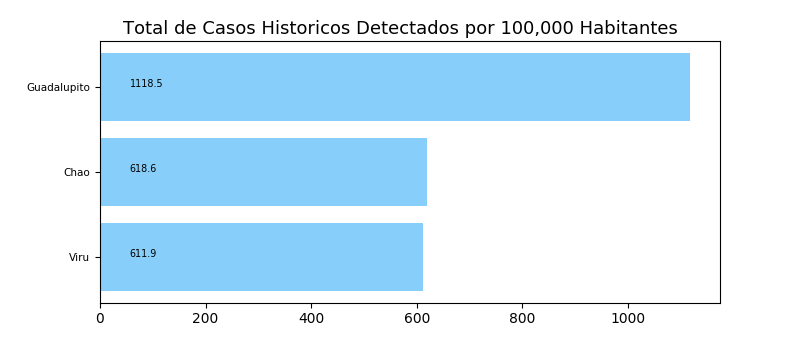 Total de Casos Historicos Detectados por 100,000 Habitantes
Guadalupito 1118.5
Chao 618.6
Viru 611.9
0 200 400 600 800 1000